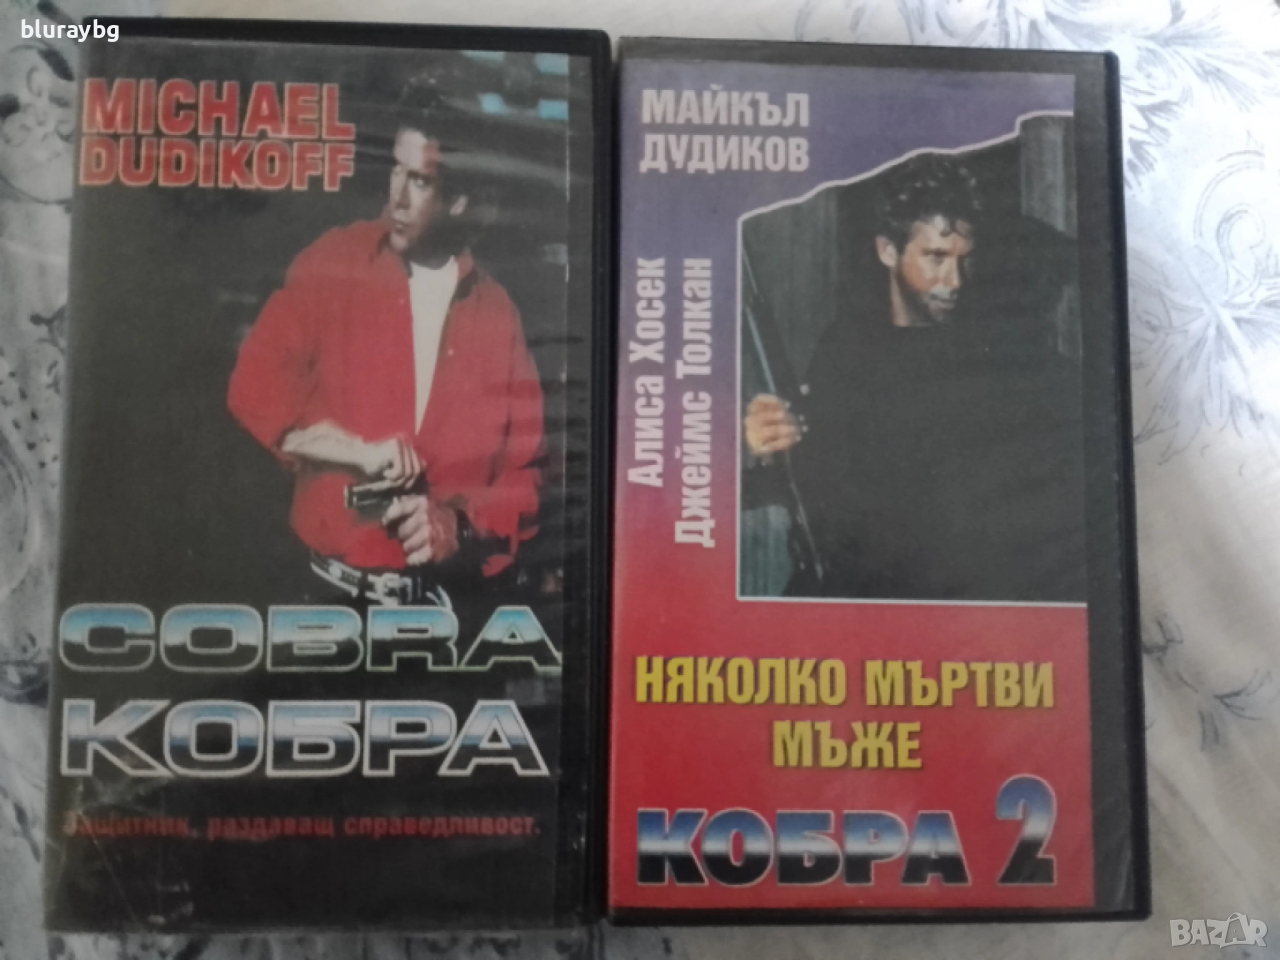 bluraybg
MICHAEL
DUDIKOFF
COBRA
КОБРА
Защитник, раздаващ справедливост.
МАЙКЪЛ
ДУДИКОВ
Алиса Хосек
Джеймс Толкан
НЯКОЛКО МЪРТВИ
МЪЖЕ
КОБРА 2
BAZAR